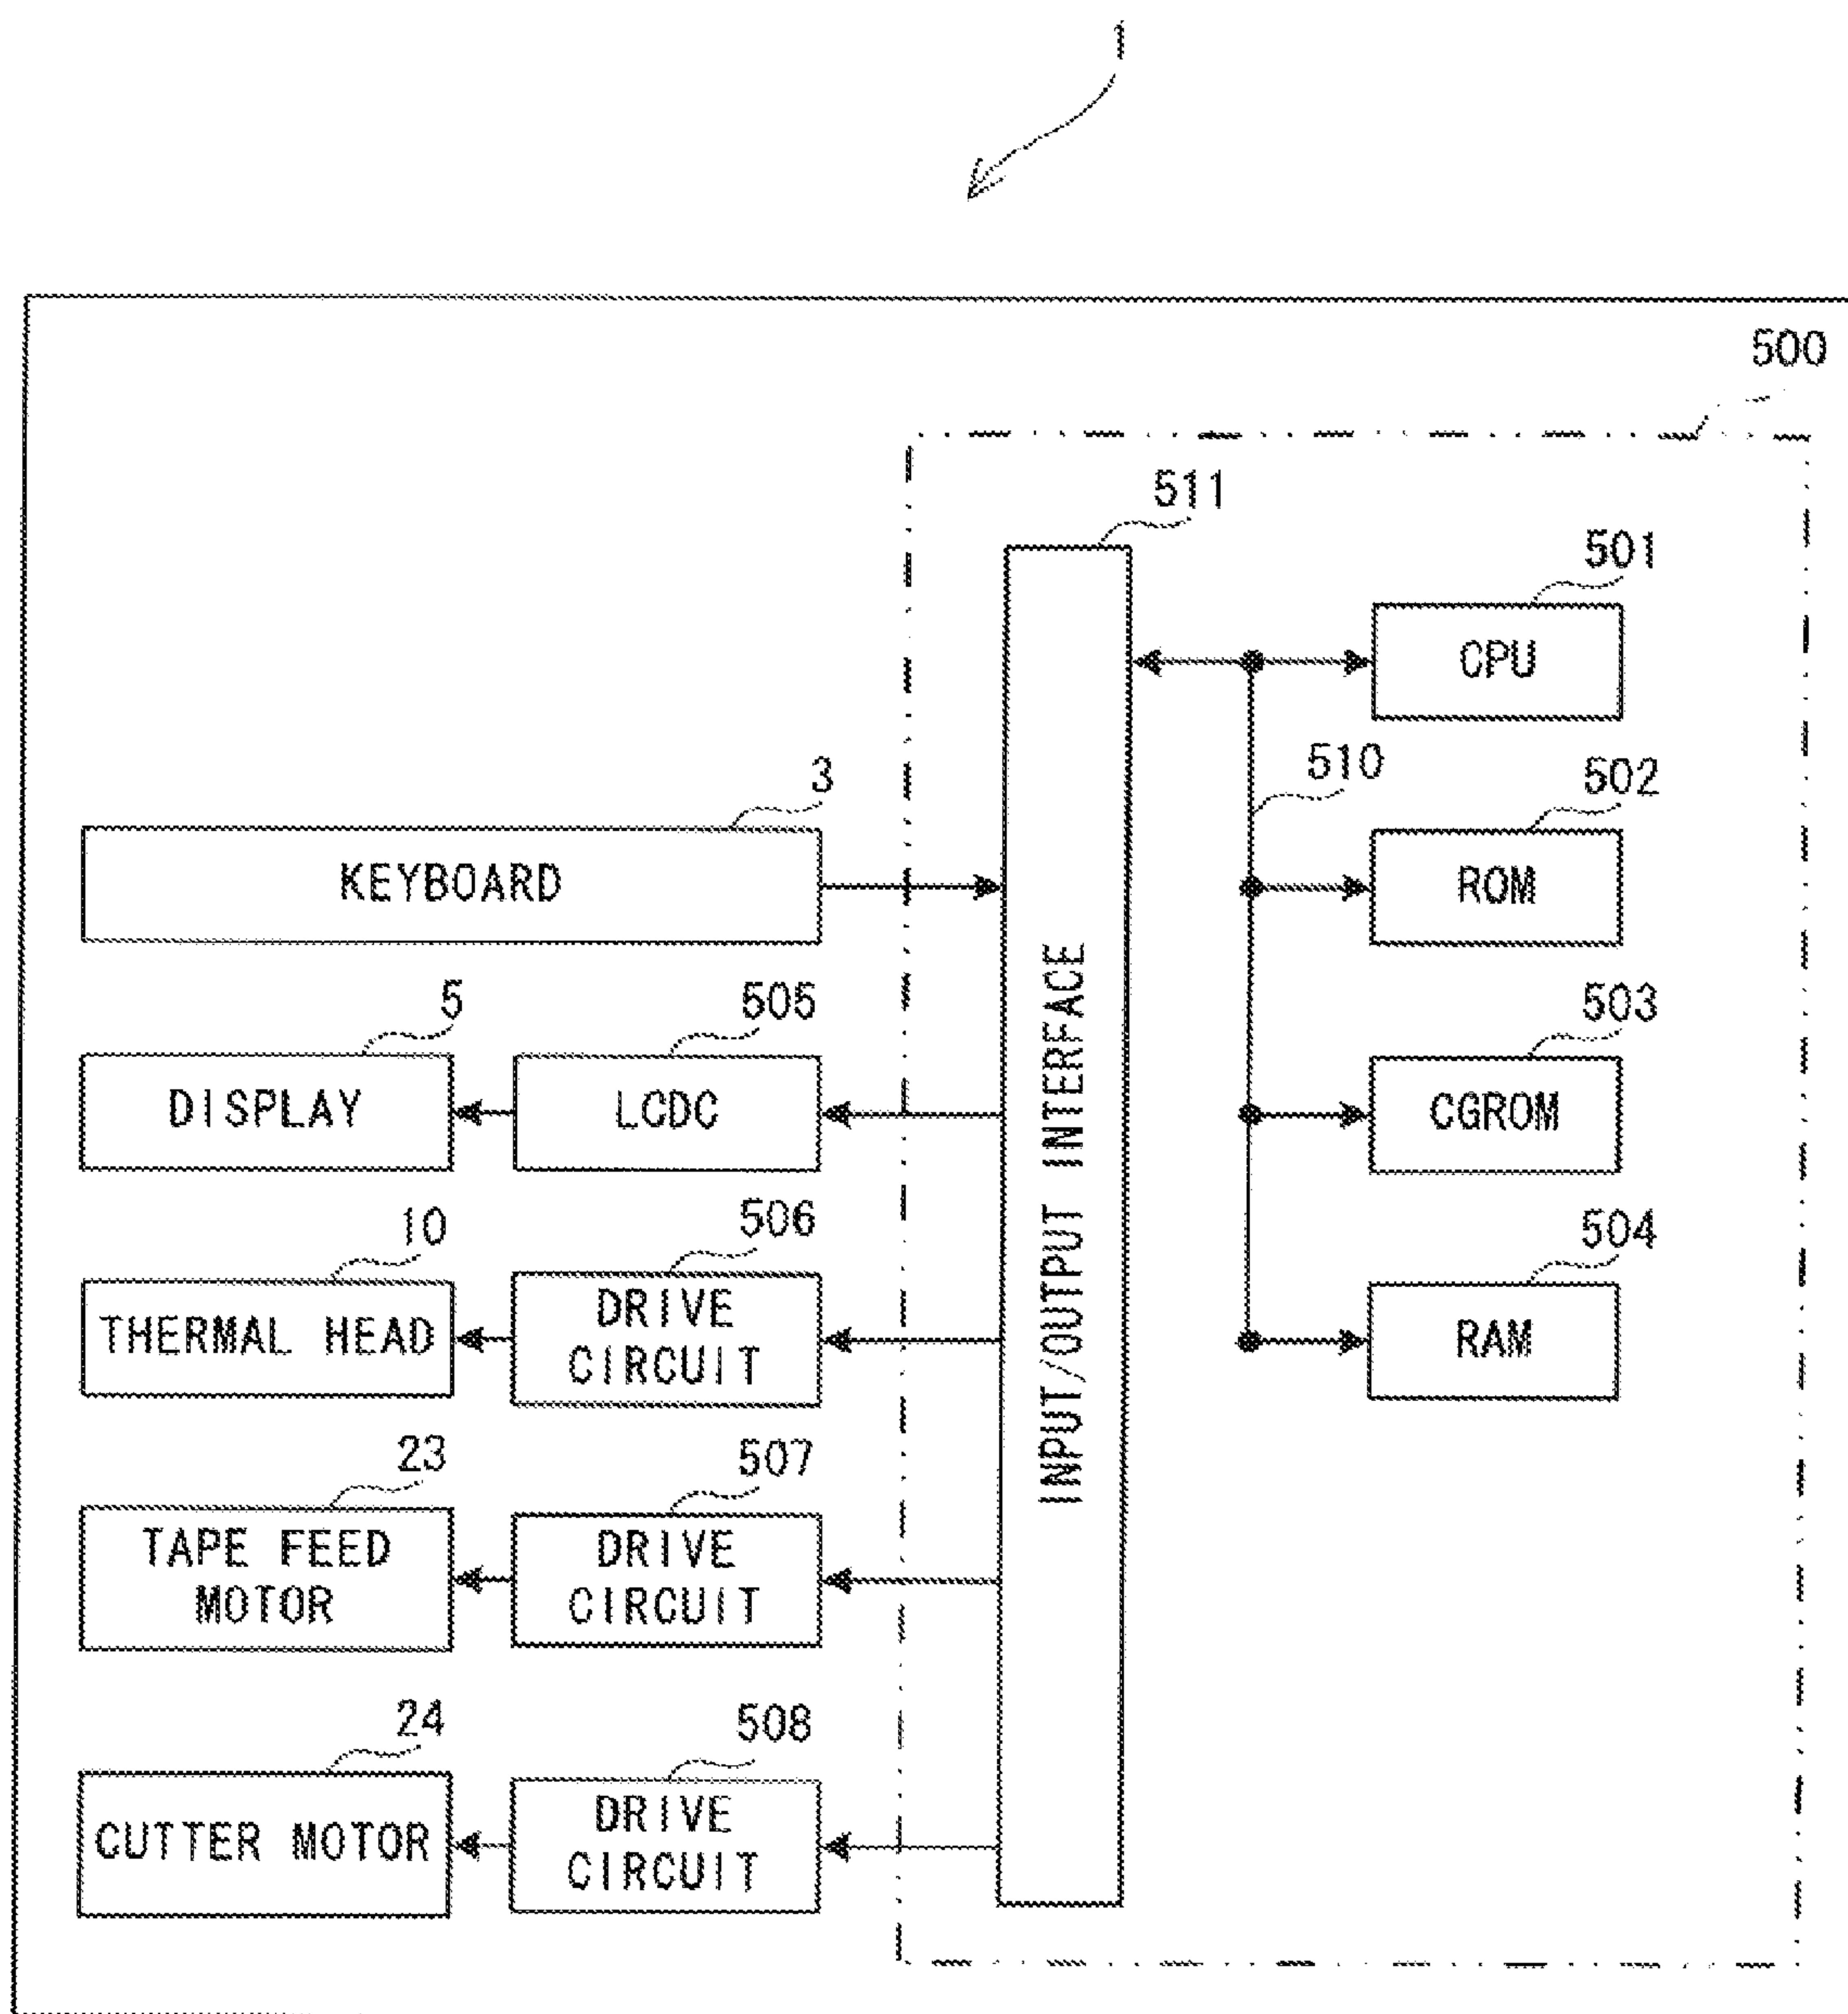 1
500
511
501
CPU
510
3
502
KEYBOARD
ROM
INPUT/OUTPUT INTERFACE
5
505
503
DISPLAY
LCDC
CGROM
10
506
504
THERMAL HEAD
DRIVE
CIRCUIT
RAM
23
507
TAPE FEED
MOTOR
DRIVE
CIRCUIT
24
508
CUTTER MOTOR
DRIVE
CIRCUIT